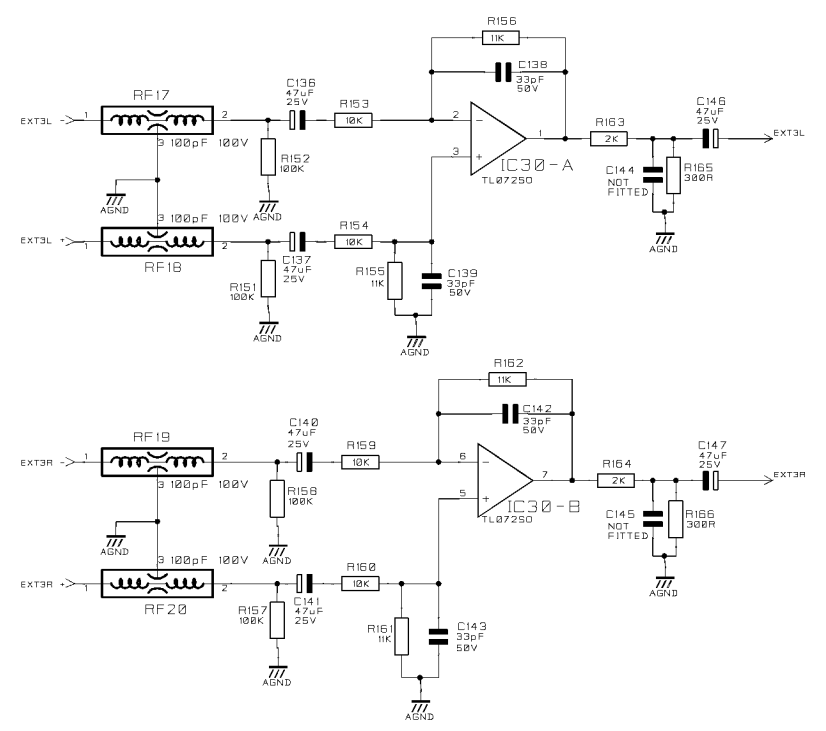 R156
11K
C138
33pF
50V
C136
47uF
25V
RF17
R153
10K
EXT3L -
1
2
3 100pF 100V
R152
100K
AGND
AGND
2
-
3
+
1
IC30-A
TL072SO
R163
2K
C146
47uF
25V
EXT3L
C144
NOT
FITTED
R165
300R
AGND
3 100pF 100V
EXT3L +
1
2
RF18
R151
100K
AGND
C137
47uF
25V
R154
10K
R155
11K
C139
33pF
50V
AGND
R162
11K
C142
33pF
50V
RF19
C140
47uF
25V
R159
10K
EXT3R -
1
2
3 100pF 100V
R158
100K
AGND
AGND
6
-
5
+
7
IC30-B
TL072SO
R164
2K
C147
47uF
25V
EXT3R
C145
NOT
FITTED
R166
300R
AGND
3 100pF 100V
EXT3R +
1
2
RF20
R157
100K
AGND
C141
47uF
25V
R160
10K
R161
11K
C143
33pF
50V
AGND